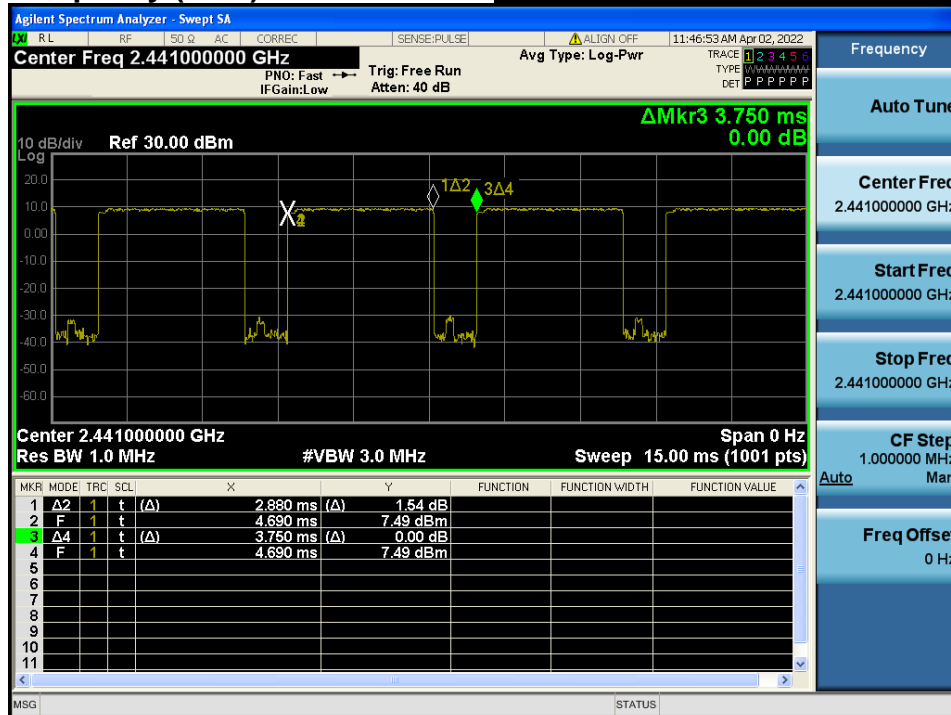 Agilent Spectrum Analyzer - Swept SA
LXI RL RF 50 Ω AC CORREC SENSE:PULSE ALIGN OFF 11:46:53 AM Apr 02, 2022
Center Freq 2.441000000 GHz
PNO: Fast
IFGain:Low
Trig: Free Run
Atten: 40 dB
Avg Type: Log-Pwr
TRACE 1 2 3 4 5 6
TYPE WWWWWW
DET P P P P P P
ΔMkr3 3.750 ms
0.00 dB
10 dB/div Ref 30.00 dBm
Log
20.0
10.0
0.00
-10.0
-20.0
-30.0
-40.0
-50.0
-60.0
1Δ2
3Δ4
Center 2.441000000 GHz Span 0 Hz
Res BW 1.0 MHz #VBW 3.0 MHz Sweep 15.00 ms (1001 pts)
MKR MODE TRC SCL X Y FUNCTION FUNCTION WIDTH FUNCTION VALUE
1 Δ2 1 t (Δ) 2.880 ms (Δ) 1.54 dB
2 F 1 t 4.690 ms 7.49 dBm
3 Δ4 1 t (Δ) 3.750 ms (Δ) 0.00 dB
4 F 1 t 4.690 ms 7.49 dBm
5
6
7
8
9
10
11
MSG STATUS
Frequency
Auto Tune
Center Freq
2.441000000 GHz
Start Freq
2.441000000 GHz
Stop Freq
2.441000000 GHz
CF Step
1.000000 MHz
Auto Man
Freq Offset
0 Hz